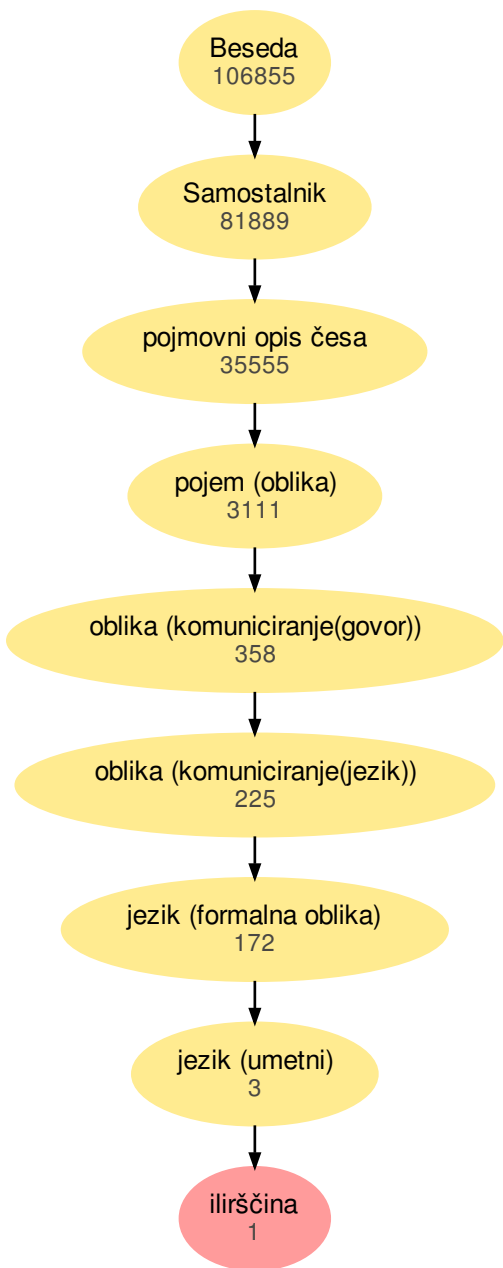 Beseda
106855
Samostalnik
81889
pojmovni opis česa
35555
pojem (oblika)
3111
oblika (komuniciranje(govor))
358
oblika (komuniciranje(jezik))
225
jezik (formalna oblika)
172
jezik (umetni)
3
ilirščina
1